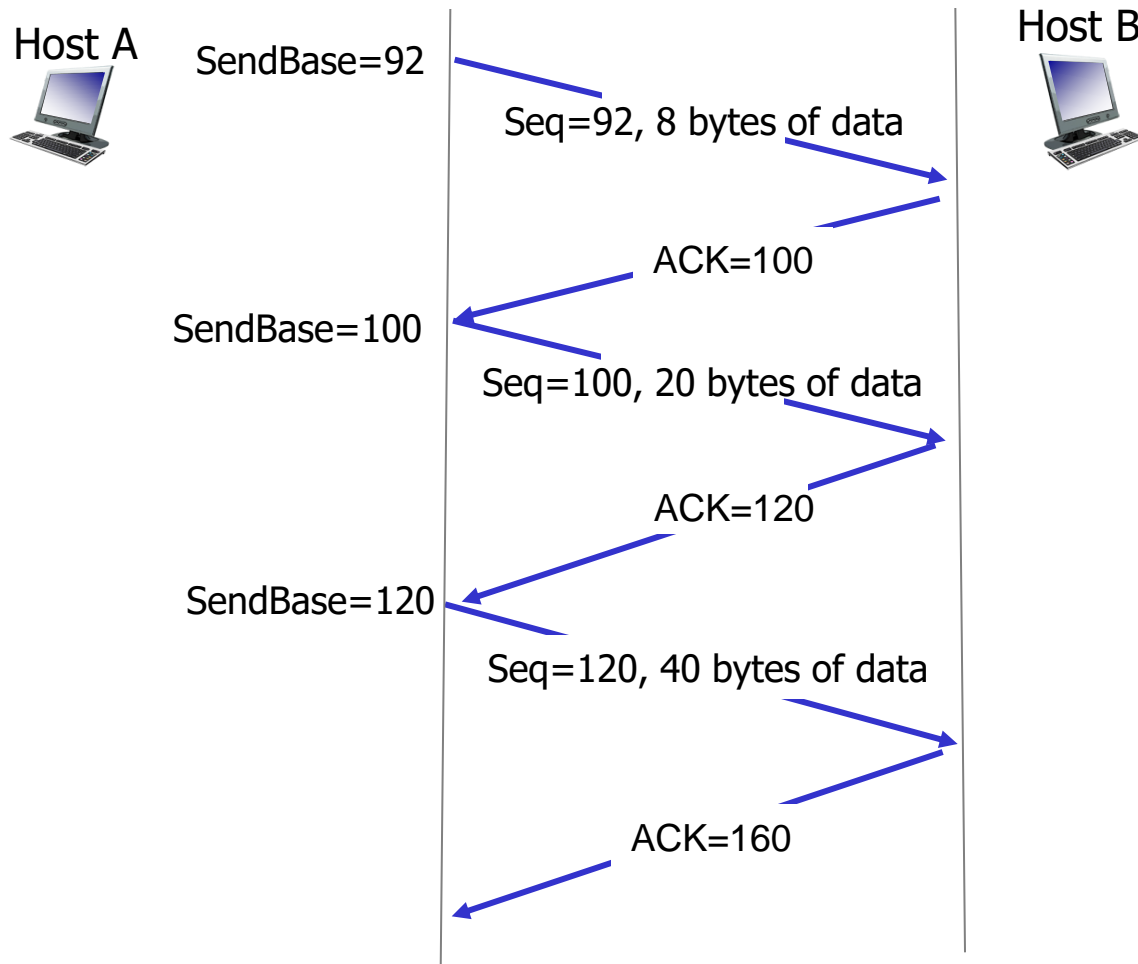 Host A
Host B
SendBase=92
Seq=92, 8 bytes of data
ACK=100
SendBase=100
Seq=100, 20 bytes of data
ACK=120
SendBase=120
Seq=120, 40 bytes of data
ACK=160